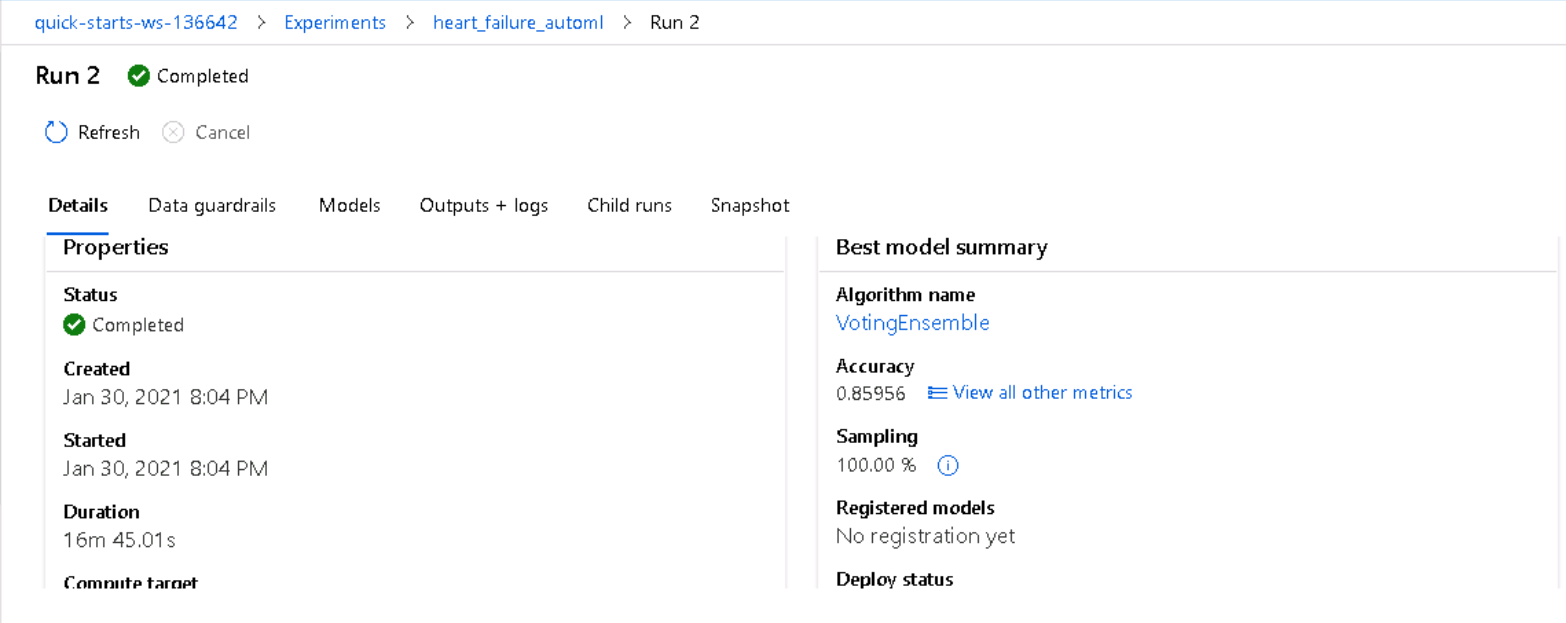 quick-starts-ws-136642 > Experiments > heart_failure_automl > Run 2
Run 2 Completed
Refresh Cancel
Details Data guardrails Models Outputs + logs Child runs Snapshot
Properties
Status
Completed
Created
Jan 30, 2021 8:04 PM
Started
Jan 30, 2021 8:04 PM
Duration
16m 45.01s
Compute target
Best model summary
Algorithm name
VotingEnsemble
Accuracy
0.85956 View all other metrics
Sampling
100.00 %
Registered models
No registration yet
Deploy status